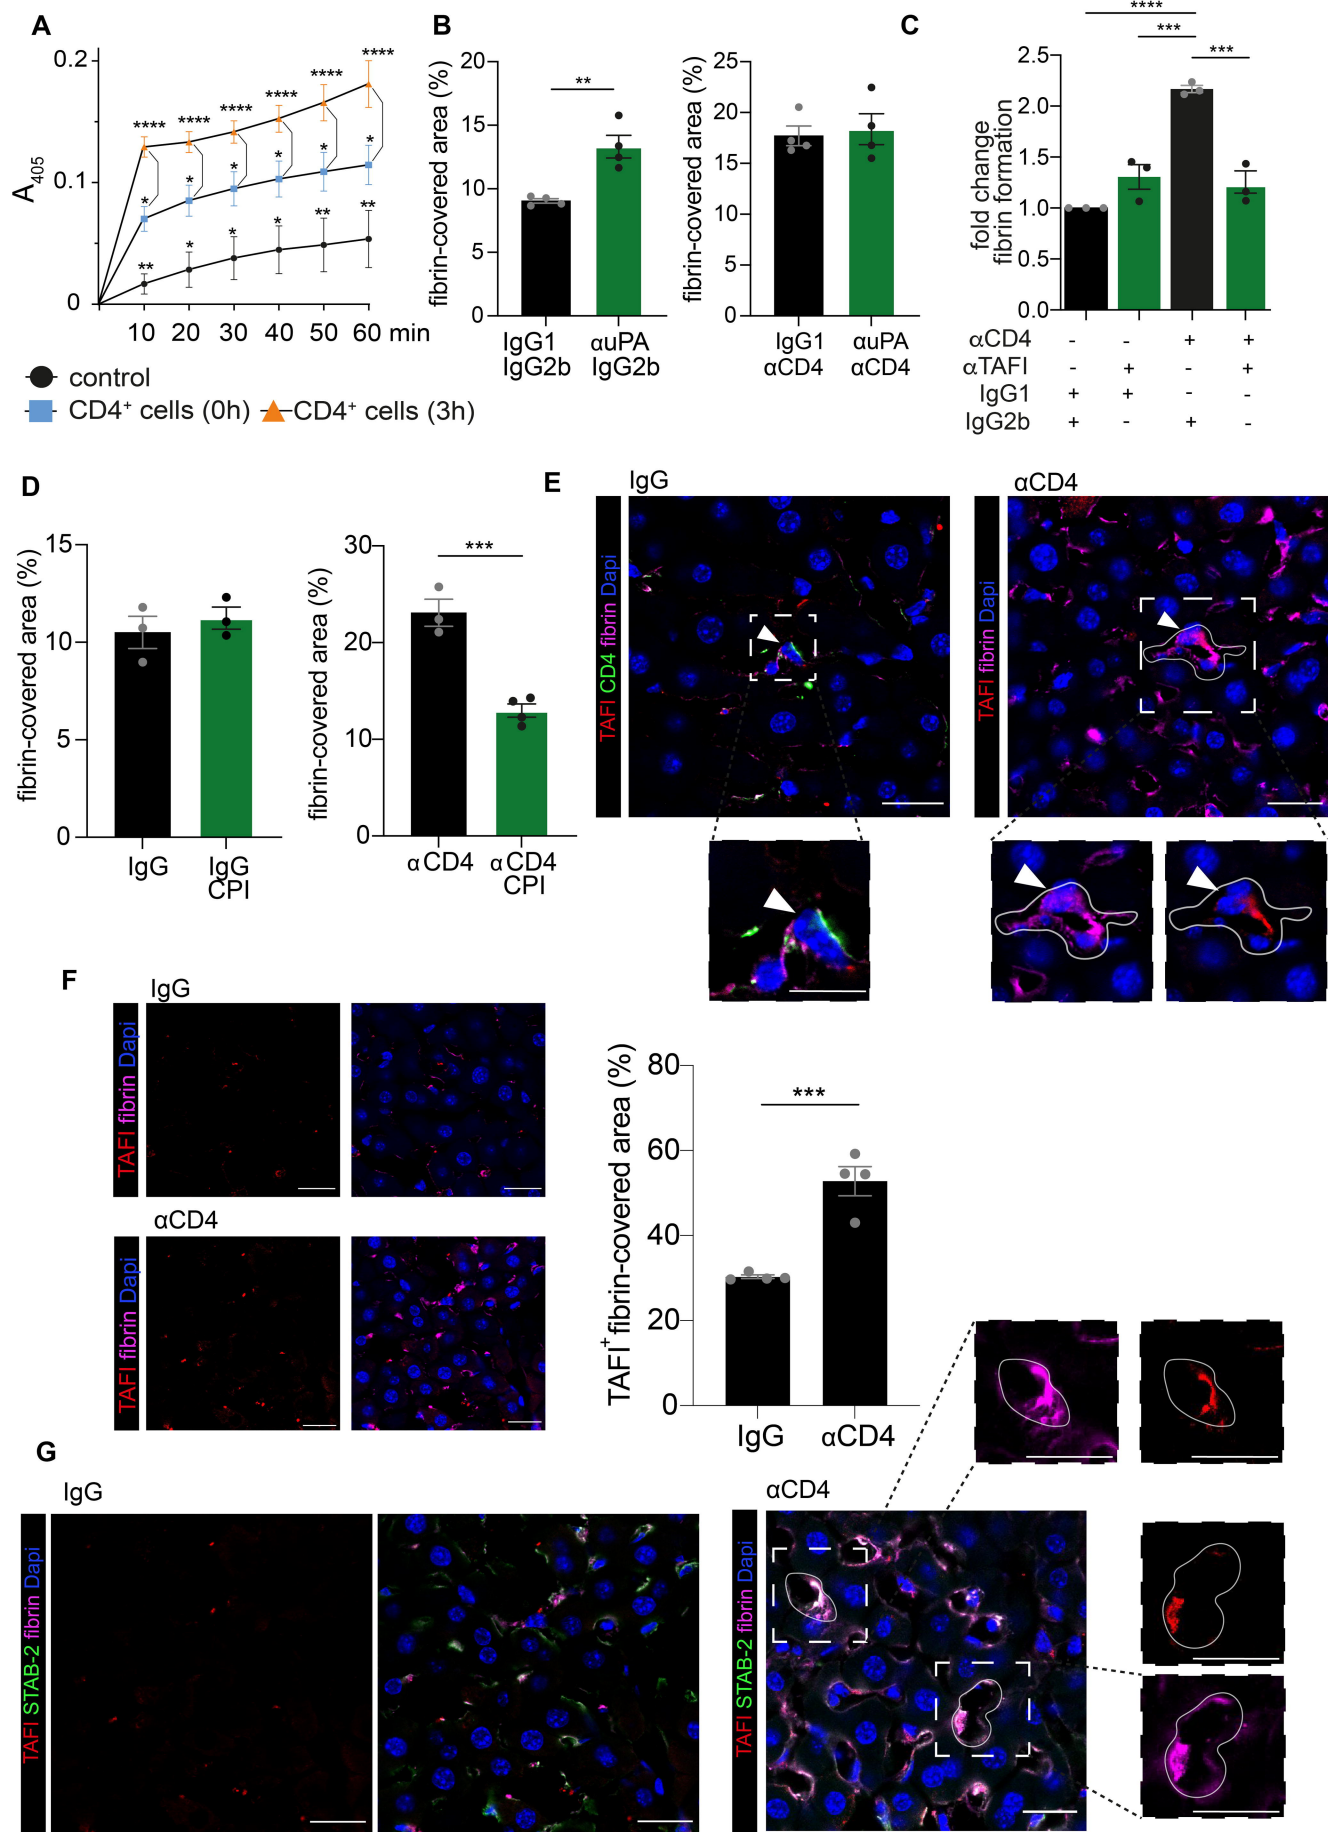 A
0.2
0.1
0
A405
**** **** **** **** **** ****
* * * * * *
** * * * ** **
10 20 30 40 50 60 min
control
CD4+ cells (0h) CD4+ cells (3h)
B
fibrin-covered area (%)
20
15
10
5
0
**
IgG1 αuPA
IgG2b IgG2b
fibrin-covered area (%)
25
20
15
10
5
0
IgG1 αuPA
αCD4 αCD4
C
****
***
***
fold change
fibrin formation
2.5
2.0
1.5
1.0
0.5
0.0
αCD4 - - + +
αTAFI - + - +
IgG1 + + - -
IgG2b + - + -
D
fibrin-covered area (%)
15
10
5
0
IgG IgG
CPI
fibrin-covered area (%)
30
20
10
0
***
αCD4 αCD4
CPI
E
IgG
TAFI CD4 fibrin Dapi
αCD4
TAFI fibrin Dapi
F
IgG
TAFI fibrin Dapi
αCD4
TAFI fibrin Dapi
TAFI+ fibrin-covered area (%)
80
60
40
20
0
***
IgG αCD4
G
IgG
TAFI STAB-2 fibrin Dapi
αCD4
TAFI STAB-2 fibrin Dapi